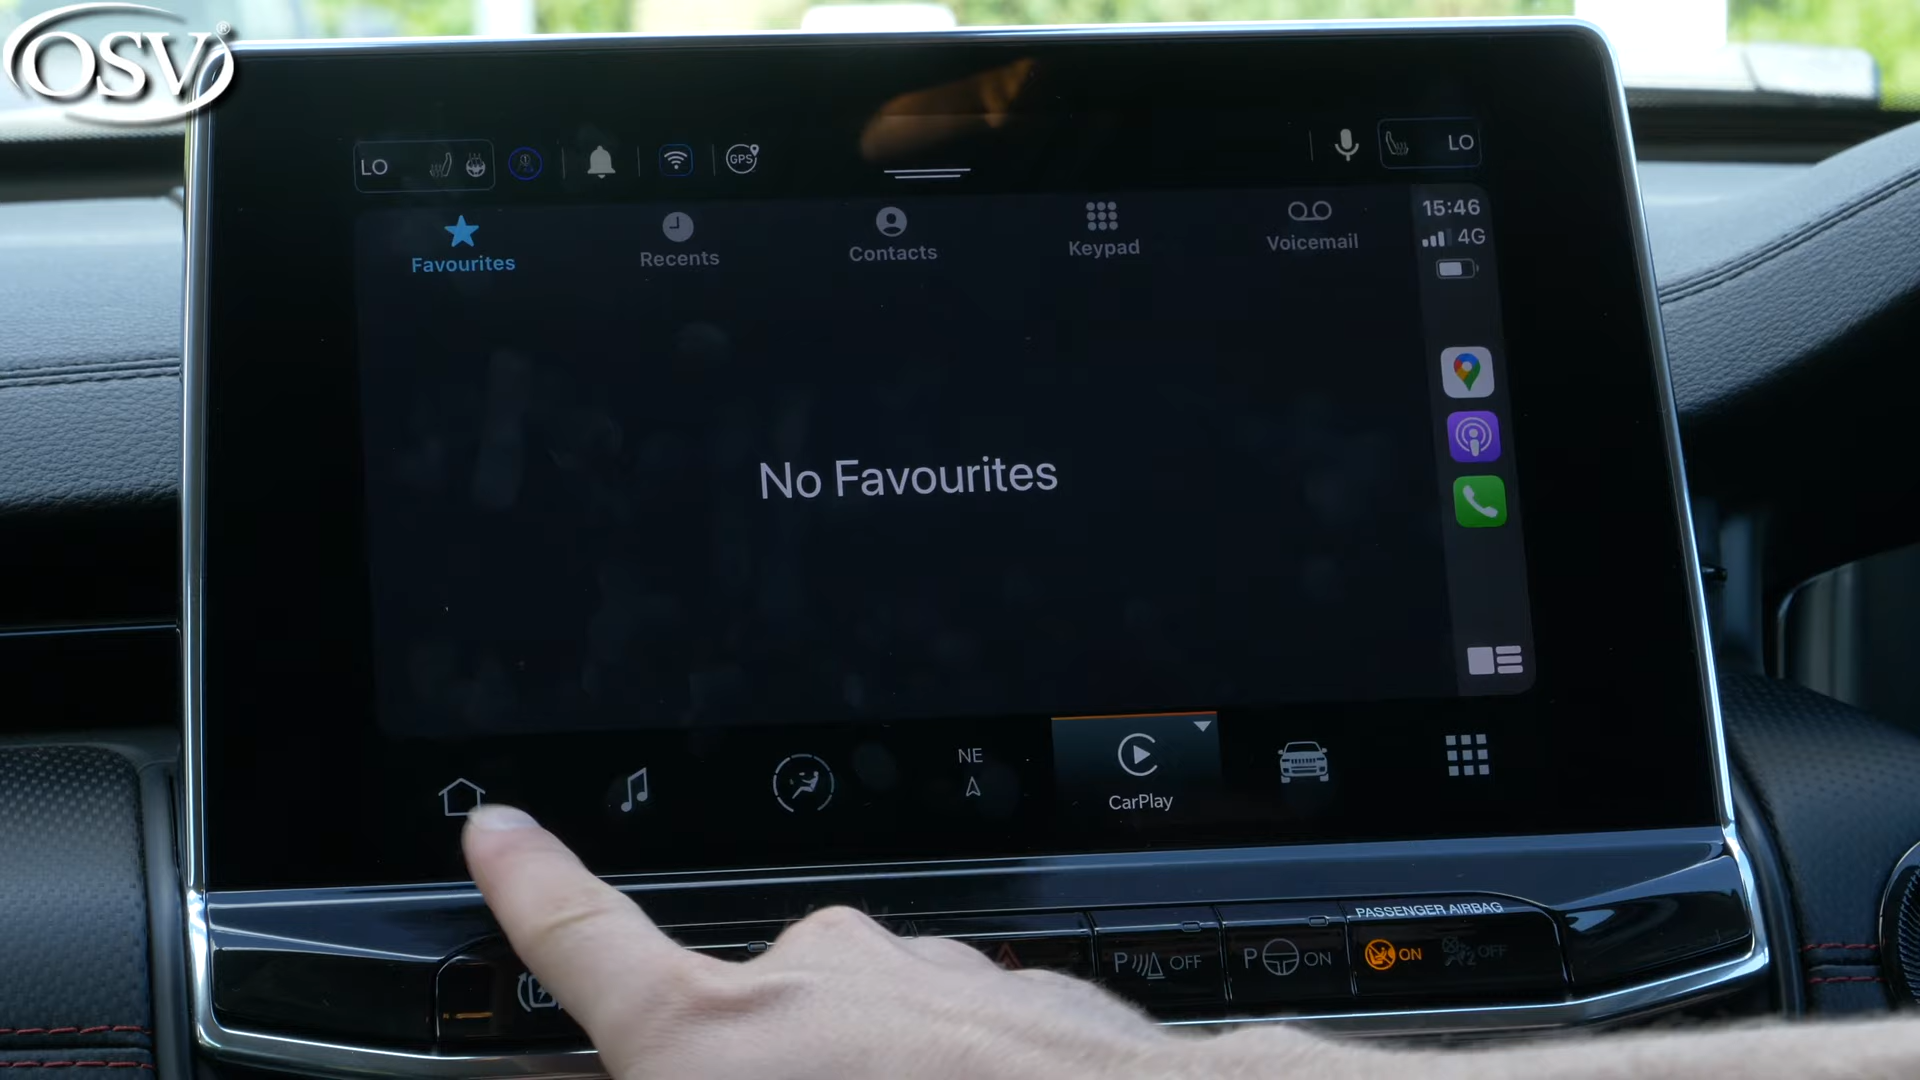 OSV®
LO
GPS
LO
Favourites
Recents
Contacts
Keypad
Voicemail
15:46
4G
No Favourites
NE
CarPlay
P OFF
P ON
PASSENGER AIRBAG
ON
2 OFF